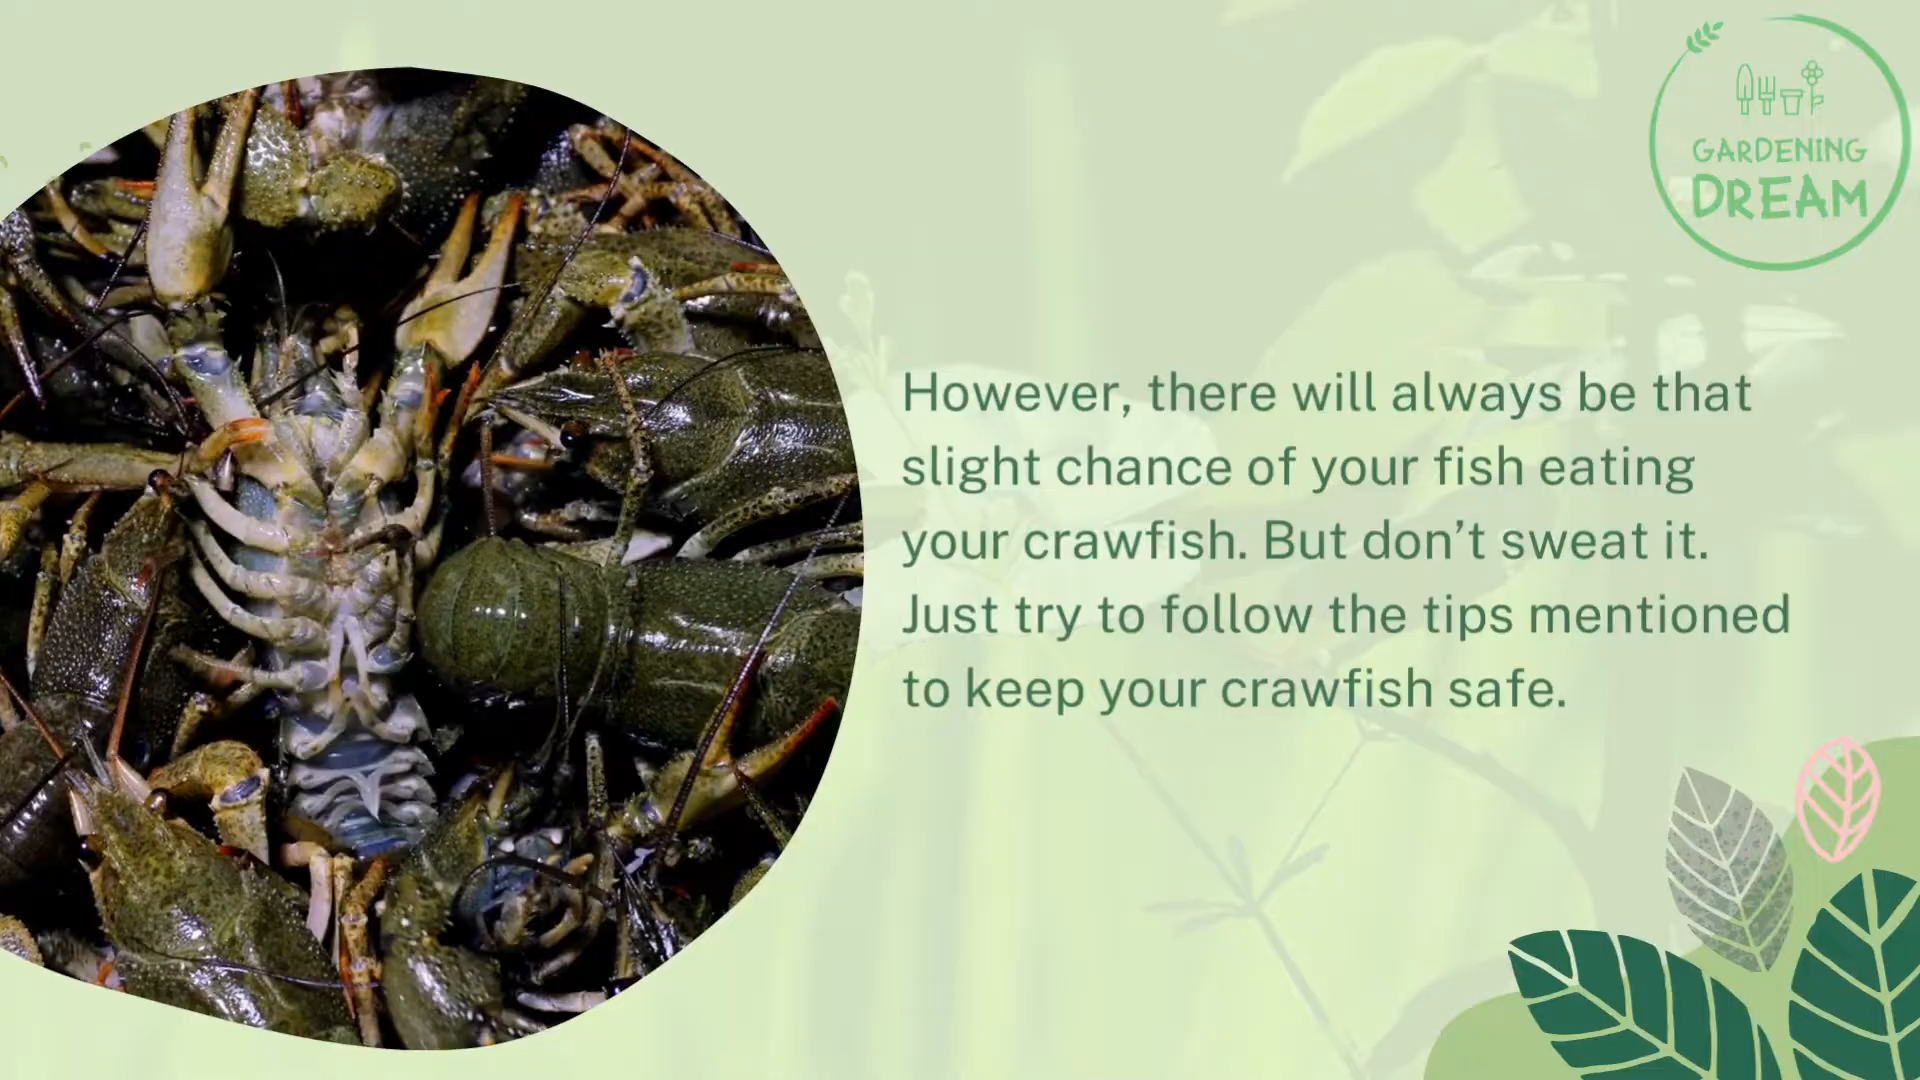 GARDENING
DREAM
However, there will always be that
slight chance of your fish eating
your crawfish. But don’t sweat it.
Just try to follow the tips mentioned
to keep your crawfish safe.